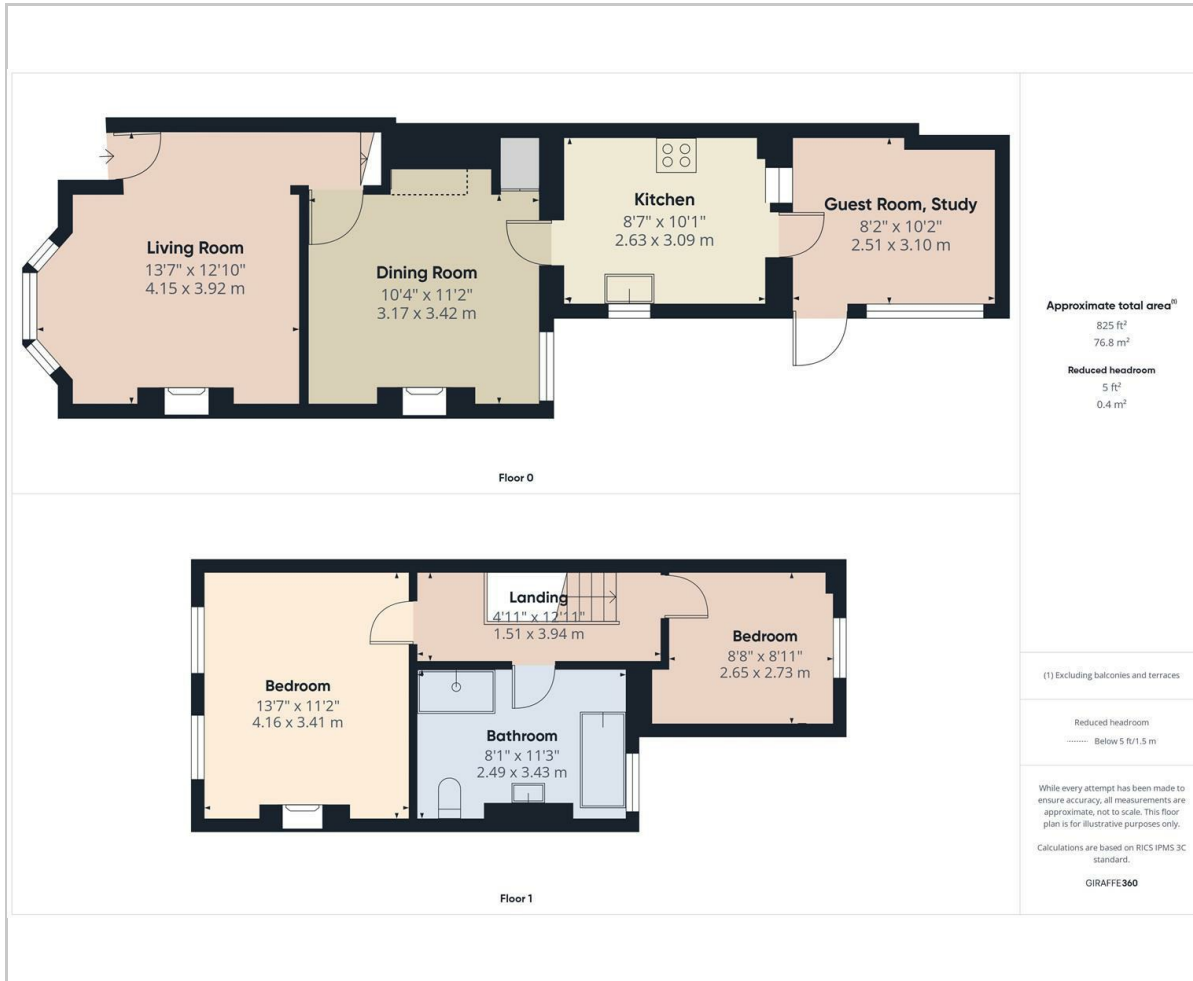 Living Room
13'7" x 12'10"
4.15 x 3.92 m
Dining Room
10'4" x 11'2"
3.17 x 3.42 m
Kitchen
8'7" x 10'1"
2.63 x 3.09 m
Guest Room, Study
8'2" x 10'2"
2.51 x 3.10 m
Floor 0
Bedroom
13'7" x 11'2"
4.16 x 3.41 m
Landing
4'11" x 12'11"
1.51 x 3.94 m
Bathroom
8'1" x 11'3"
2.49 x 3.43 m
Bedroom
8'8" x 8'11"
2.65 x 2.73 m
Floor 1
Approximate total area(1)
825 ft²
76.8 m²
Reduced headroom
5 ft²
0.4 m²
(1) Excluding balconies and terraces
Reduced headroom
Below 5 ft/1.5 m
While every attempt has been made to
ensure accuracy, all measurements are
approximate, not to scale. This floor
plan is for illustrative purposes only.
Calculations are based on RICS IPMS 3C
standard.
GIRAFFE360